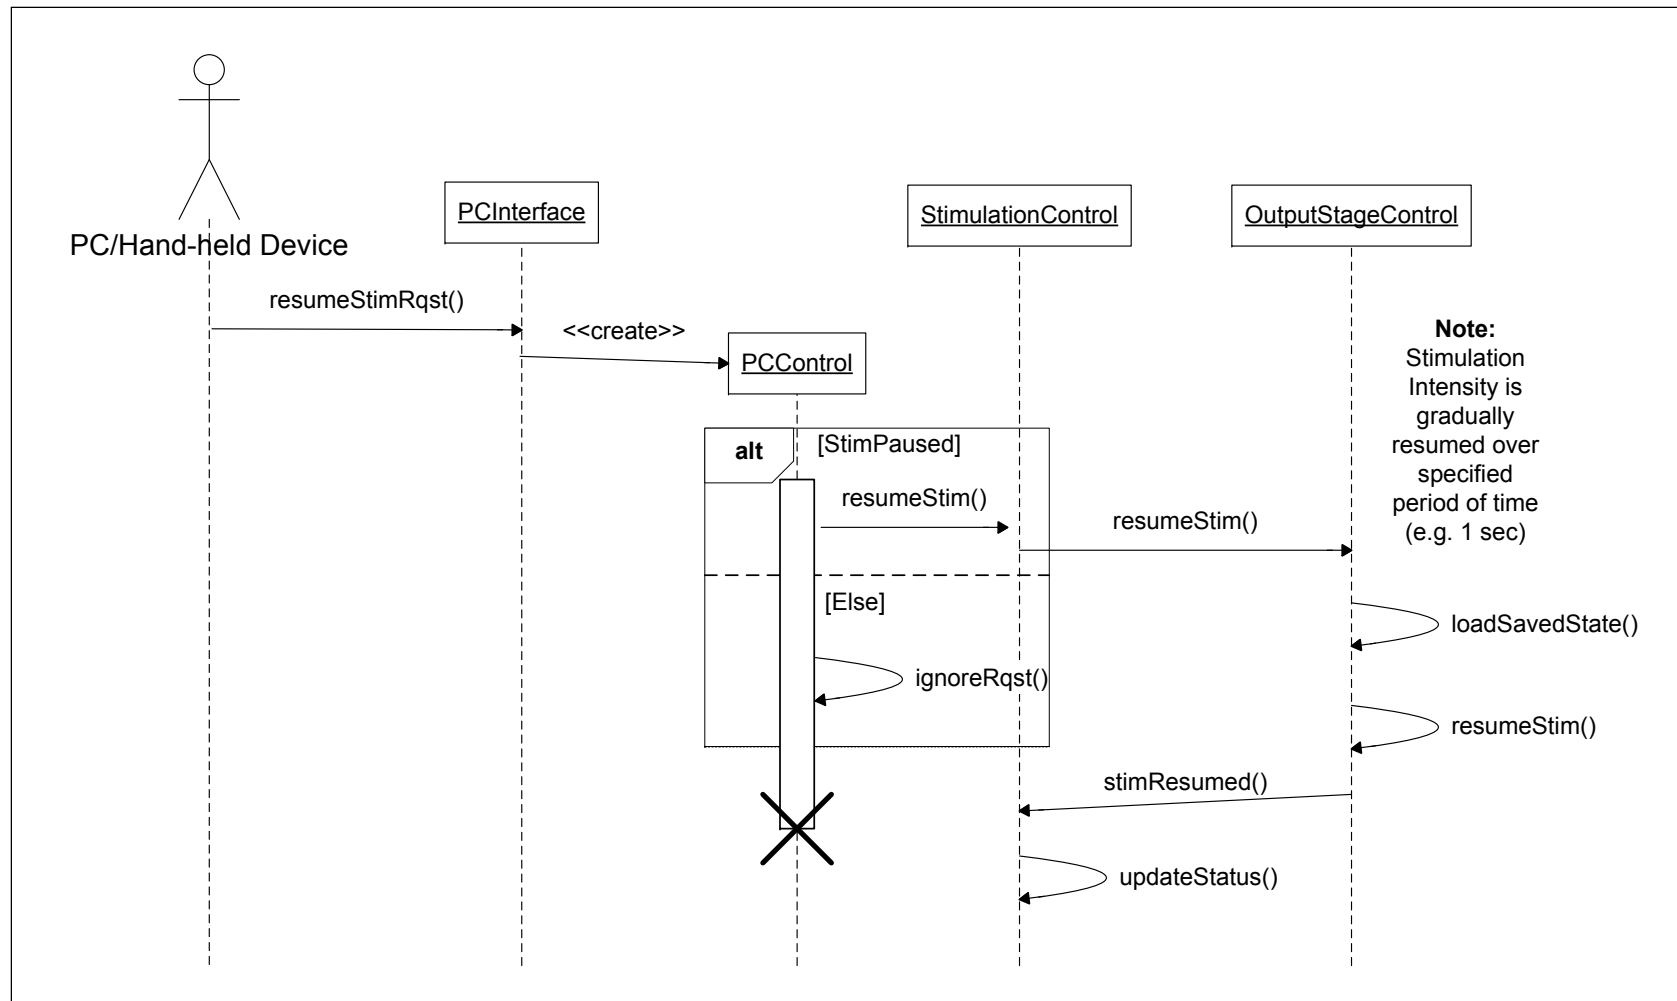 PCInterface
StimulationControl
OutputStageControl
PC/Hand-held Device
resumeStimRqst()
<<create>>
PCControl
Note:
Stimulation
Intensity is
gradually
resumed over
specified
period of time
(e.g. 1 sec)
alt
[StimPaused]
resumeStim()
resumeStim()
[Else]
loadSavedState()
ignoreRqst()
resumeStim()
stimResumed()
updateStatus()